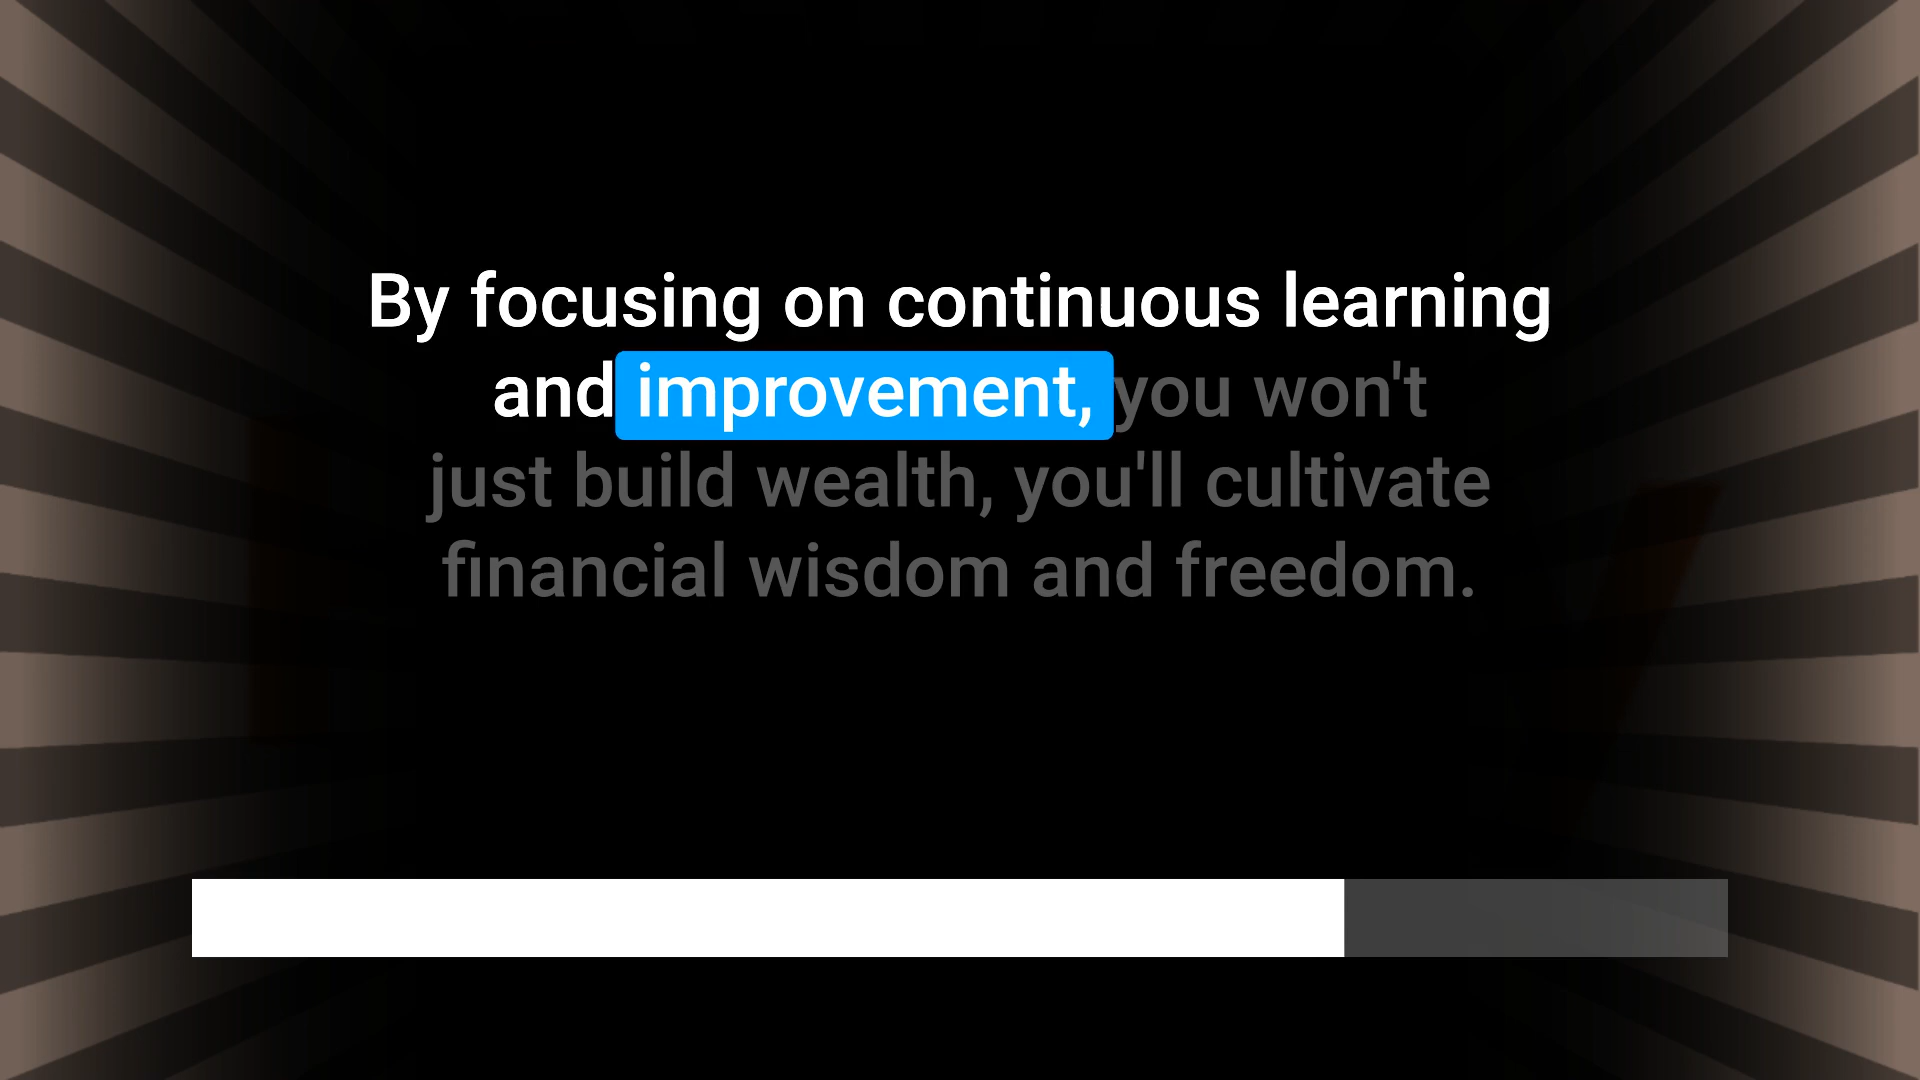 By focusing on continuous learning
and improvement, you won't
just build wealth, you'll cultivate
financial wisdom and freedom.